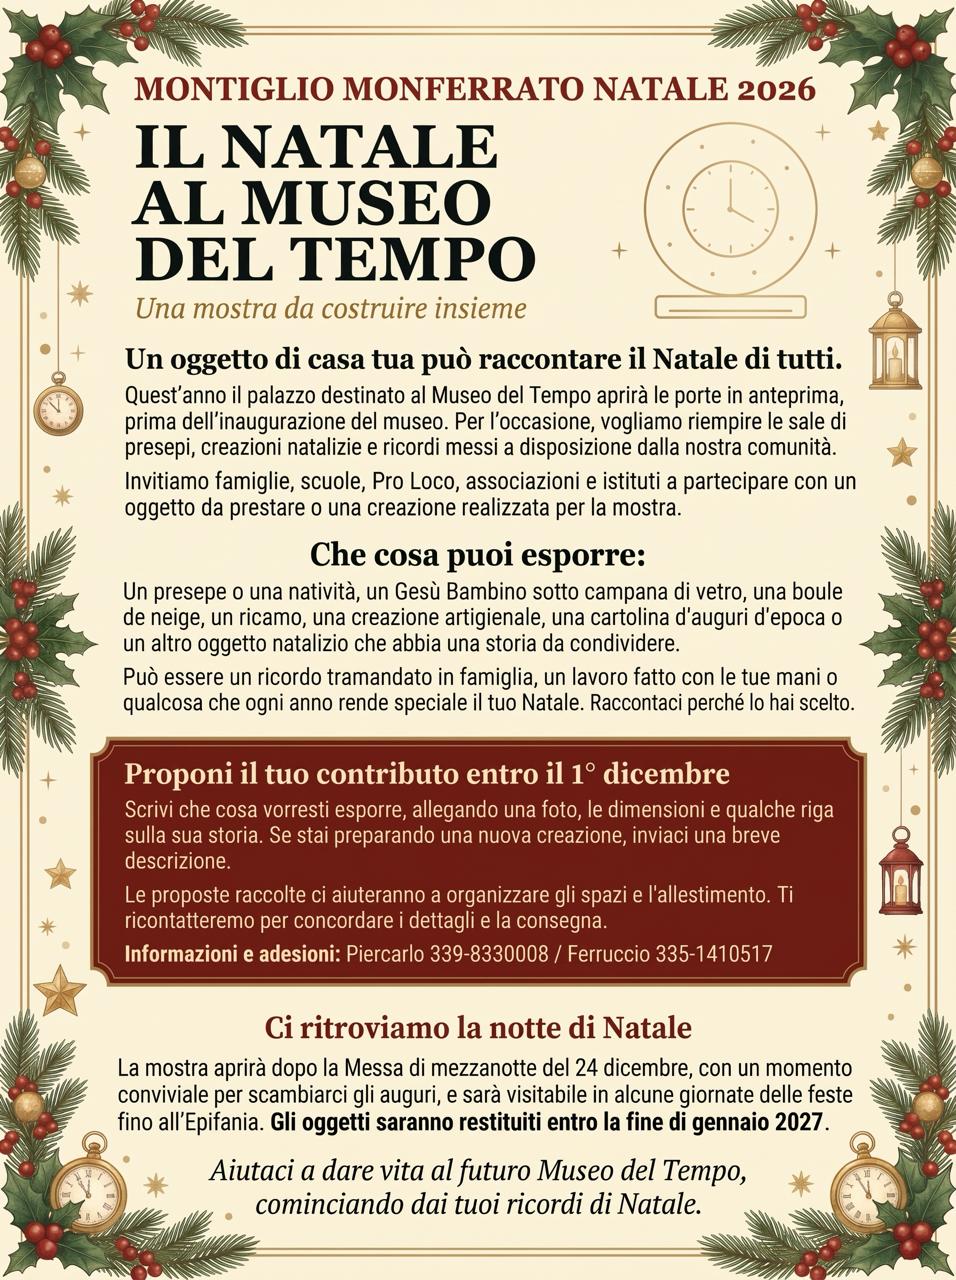 MONTIGLIO MONFERRATO NATALE 2026
IL NATALE
AL MUSEO
DEL TEMPO
Una mostra da costruire insieme
Un oggetto di casa tua può raccontare il Natale di tutti.
Quest'anno il palazzo destinato al Museo del Tempo aprirà le porte in anteprima,
prima dell'inaugurazione del museo. Per l'occasione, vogliamo riempire le sale di
presepi, creazioni natalizie e ricordi messi a disposizione dalla nostra comunità.
Invitiamo famiglie, scuole, Pro Loco, associazioni e istituti a partecipare con un
oggetto da prestare o una creazione realizzata per la mostra.
Che cosa puoi esporre:
Un presepe o una natività, un Gesù Bambino sotto campana di vetro, una boule
de neige, un ricamo, una creazione artigienale, una cartolina d'auguri d'epoca o
un altro oggetto natalizio che abbia una storia da condividere.
Può essere un ricordo tramandato in famiglia, un lavoro fatto con le tue mani o
qualcosa che ogni anno rende speciale il tuo Natale. Raccontaci perché lo hai scelto.
Proponi il tuo contributo entro il 1° dicembre
Scrivi che cosa vorresti esporre, allegando una foto, le dimensioni e qualche riga
sulla sua storia. Se stai preparando una nuova creazione, inviaci una breve
descrizione.
Le proposte raccolte ci aiuteranno a organizzare gli spazi e l'allestimento. Ti
ricontatteremo per concordare i dettagli e la consegna.
Informazioni e adesioni: Piercarlo 339-8330008 / Ferruccio 335-1410517
Ci ritroviamo la notte di Natale
La mostra aprirà dopo la Messa di mezzanotte del 24 dicembre, con un momento
conviviale per scambiarci gli auguri, e sarà visitabile in alcune giornate delle feste
fino all'Epifania. Gli oggetti saranno restituiti entro la fine di gennaio 2027.
Aiutaci a dare vita al futuro Museo del Tempo,
cominciando dai tuoi ricordi di Natale.